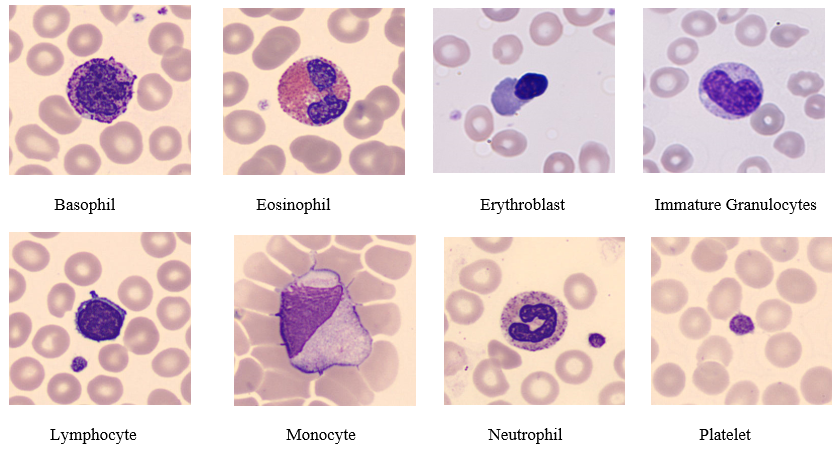 Basophil
Eosinophil
Erythroblast
Immature Granulocytes
Lymphocyte
Monocyte
Neutrophil
Platelet